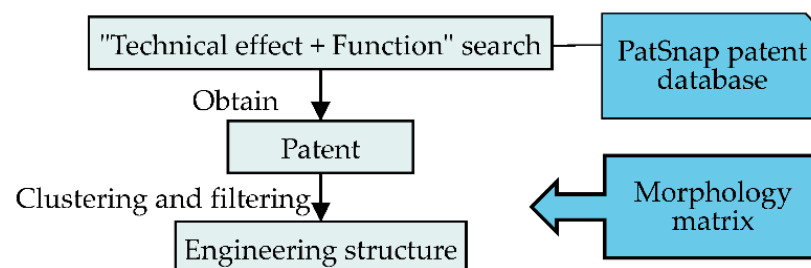 "Technical effect + Function" search
PatSnap patent
database
Obtain
Patent
Clustering and filtering
Morphology
matrix
Engineering structure